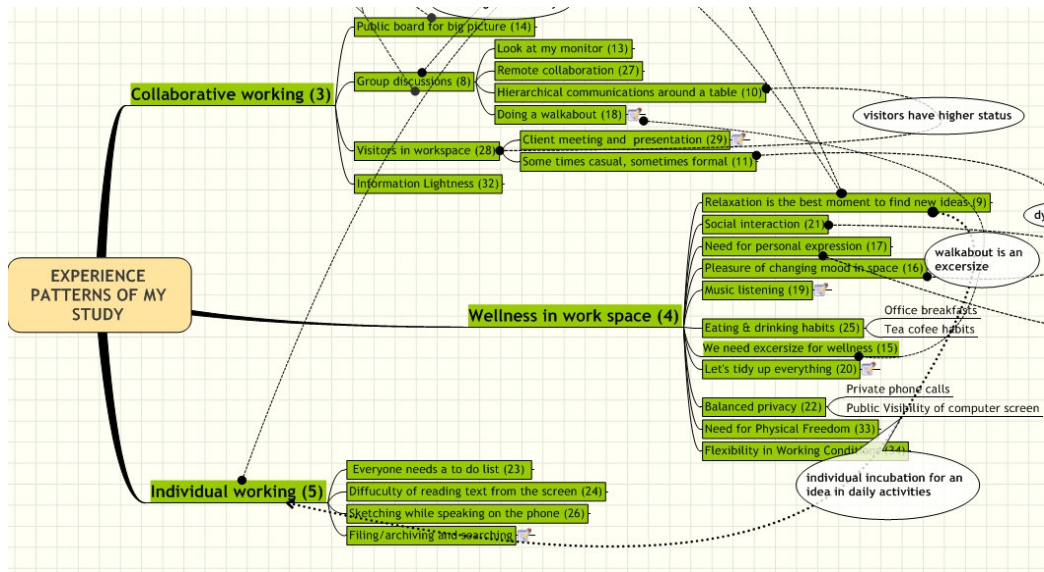 Public board for big picture (14)
Look at my monitor (13)
Group discussions (8)
Remote collaboration (27)
Collaborative working (3)
Hierarchical communications around a table (10)
Doing a walkabout (18)
visitors have higher status
Client meeting and presentation (29)
Visitors in workspace (28)
Some times casual, sometimes formal (11)
Information Lightness (32)
Relaxation is the best moment to find new ideas (9)
Social interaction (21)
Need for personal expression (17)
walkabout is an
excersize
Pleasure of changing mood in space (16)
EXPERIENCE
PATTERNS OF MY
STUDY
Music listening (19)
Wellness in work space (4)
Office breakfasts
Eating & drinking habits (25)
Tea cofee habits
We need excersize for wellness (15)
Let's tidy up everything (20)
Private phone calls
Balanced privacy (22)
Public Visibility of computer screen
Need for Physical Freedom (33)
Flexibility in Working
individual incubation for an
idea in daily activities
Everyone needs a to do list (23)
Individual working (5)
Diffuculty of reading text from the screen (24)
Sketching while speaking on the phone (26)
Filing/archiving and searching